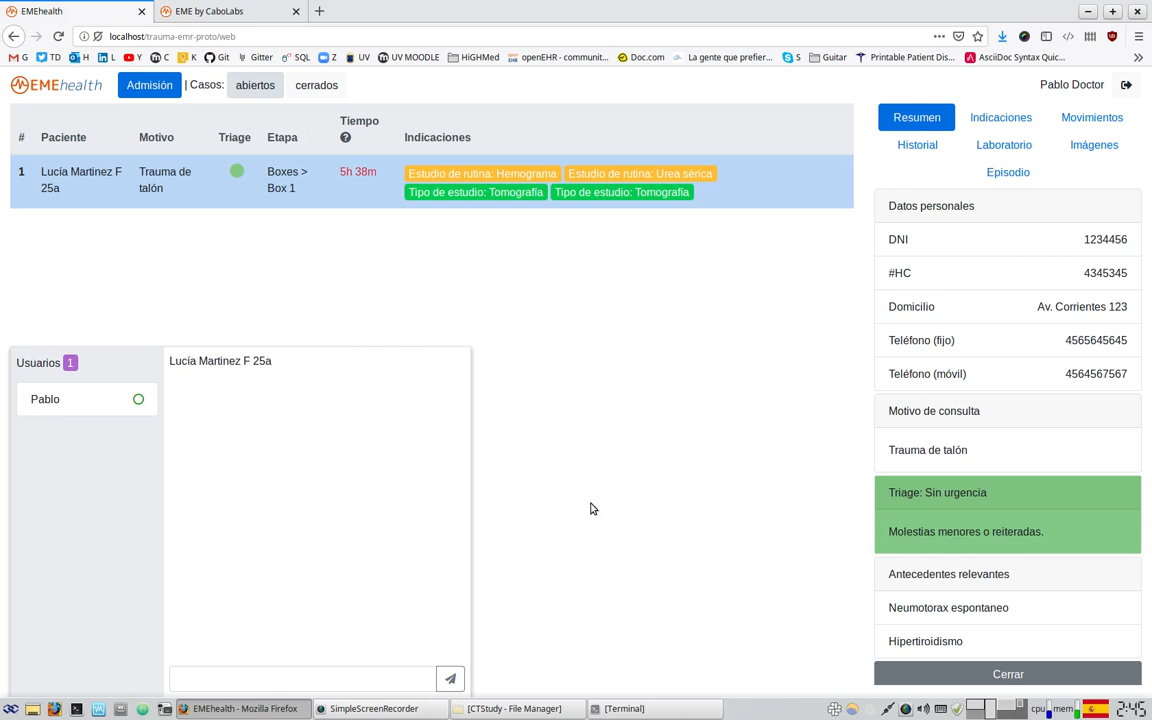 EMEhealth
EME by CaboLabs
localhost/trauma-emr-proto/web
G TD H L Y C K Git Gitter SQL Z UV UV MOODLE HiGHMed openEHR - communit... Doc.com La gente que prefier... S Guitar Printable Patient Dis... AsciiDoc Syntax Quic...
EMEhealth Admisión | Casos: abiertos cerrados Pablo Doctor
# Paciente Motivo Triage Etapa Tiempo Indicaciones
1 Lucía Martinez F 25a Trauma de talón Boxes > Box 1 5h 38m
Estudio de rutina: Hemograma Estudio de rutina: Urea sérica
Tipo de estudio: Tomografía Tipo de estudio: Tomografía
Usuarios 1
Pablo
Lucía Martinez F 25a
Resumen Indicaciones Movimientos
Historial Laboratorio Imágenes
Episodio
Datos personales
DNI 1234456
#HC 4345345
Domicilio Av. Corrientes 123
Teléfono (fijo) 4565645645
Teléfono (móvil) 4564567567
Motivo de consulta
Trauma de talón
Triage: Sin urgencia
Molestias menores o reiteradas.
Antecedentes relevantes
Neumotorax espontaneo
Hipertiroidismo
Cerrar
EMEhealth - Mozilla Firefox SimpleScreenRecorder [CTStudy - File Manager] [Terminal] cpu mem 2:45